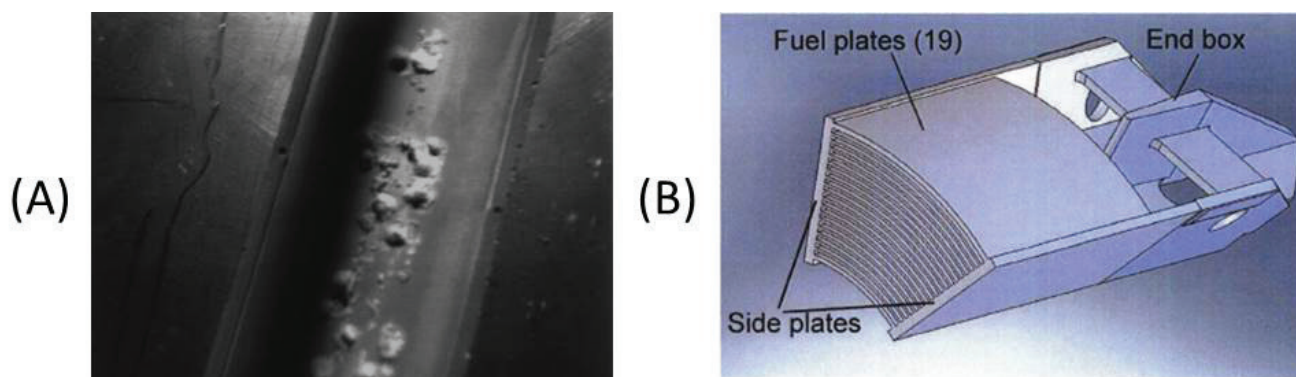 (A)
(B)
Fuel plates (19)
End box
Side plates